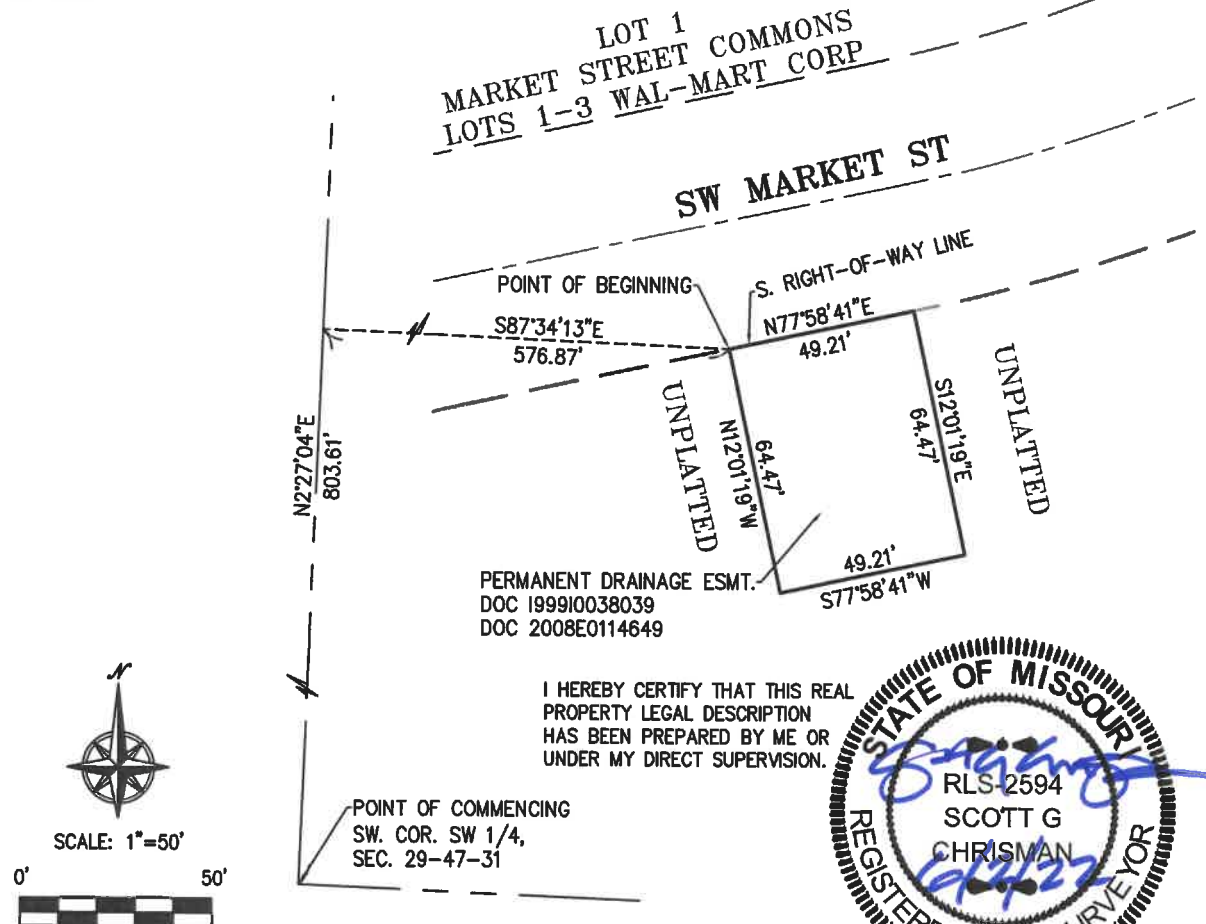 LOT 1
MARKET STREET COMMONS
LOTS 1-3 WAL-MART CORP
SW MARKET ST
POINT OF BEGINNING
S. RIGHT-OF-WAY LINE
N77°58'41"E
49.21'
S87°34'13"E
576.87'
UNPLATTED
UNPLATTED
S12°01'19"E
64.47'
N12°01'19"W
64.47'
N2°27'04"E
803.61'
49.21'
S77°58'41"W
PERMANENT DRAINAGE ESMT.
DOC 1999I0038039
DOC 2008E0114649
I HEREBY CERTIFY THAT THIS REAL
PROPERTY LEGAL DESCRIPTION
HAS BEEN PREPARED BY ME OR
UNDER MY DIRECT SUPERVISION.
N
SCALE: 1"=50'
0' 50'
POINT OF COMMENCING
SW. COR. SW 1/4,
SEC. 29-47-31
STATE OF MISSOURI
RLS-2594
SCOTT G
CHRISMAN
6/2/22